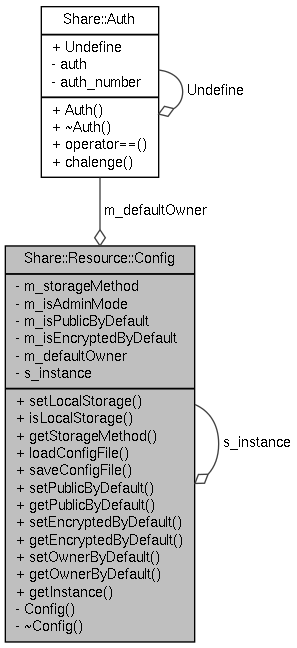 Share::Auth
+ Undefine
- auth
- auth_number
+ Auth()
+ ~Auth()
+ operator==()
+ chalenge()
Undefine
m_defaultOwner
Share::Resource::Config
- m_storageMethod
- m_isAdminMode
- m_isPublicByDefault
- m_isEncryptedByDefault
- m_defaultOwner
- s_instance
+ setLocalStorage()
+ isLocalStorage()
+ getStorageMethod()
+ loadConfigFile()
+ saveConfigFile()
+ setPublicByDefault()
+ getPublicByDefault()
+ setEncryptedByDefault()
+ getEncryptedByDefault()
+ setOwnerByDefault()
+ getOwnerByDefault()
+ getInstance()
- Config()
- ~Config()
s_instance